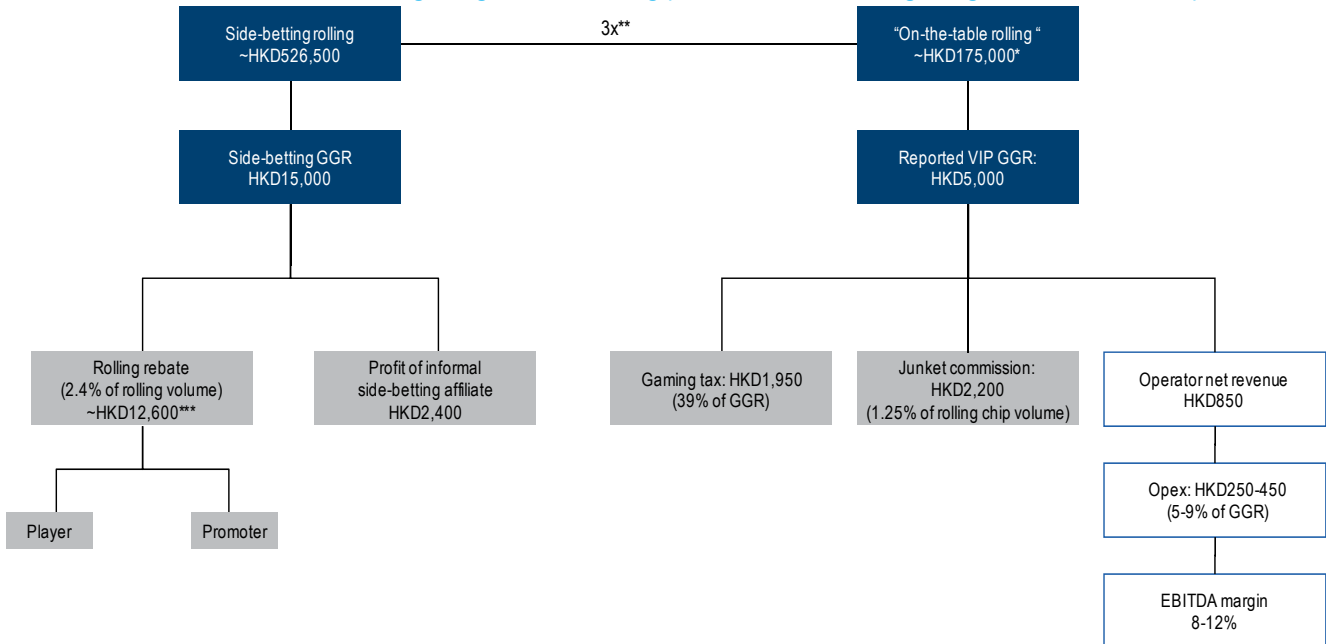 Side-betting rolling
~HKD526,500
3x**
"On-the-table rolling "
~HKD175,000*
Side-betting GGR
HKD15,000
Reported VIP GGR:
HKD5,000
Rolling rebate
(2.4% of rolling volume)
~HKD12,600***
Profit of informal
side-betting affiliate
HKD2,400
Gaming tax: HKD1,950
(39% of GGR)
Junket commission:
HKD2,200
(1.25% of rolling chip volume)
Operator net revenue
HKD850
Player
Promoter
Opex: HKD250-450
(5-9% of GGR)
EBITDA margin
8-12%